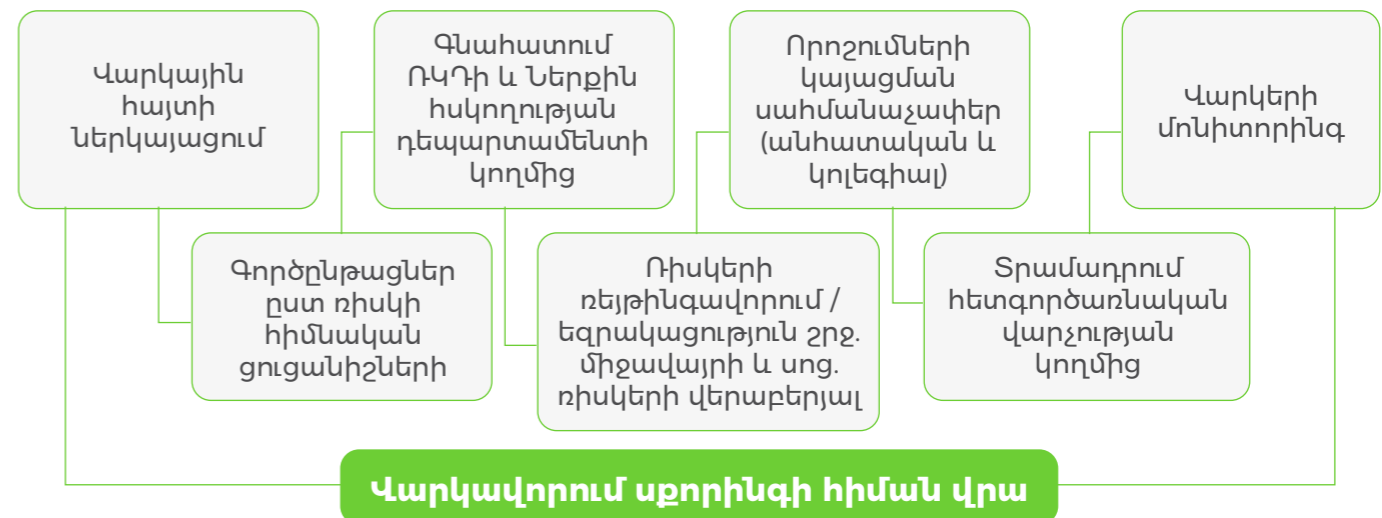 Վարկային
հայտի
ներկայացում
Գործընթացներ
ըստ ռիսկի
հիմնական
ցուցանիշների
Գնահատում
ՌԿԴի և Ներքին
հսկողության
դեպարտամենտի
կողմից
Ռիսկերի
ռեյթինգավորում /
եզրակացություն շրջ.
միջավայրի և սոց.
ռիսկերի վերաբերյալ
Որոշումների
կայացման
սահմանաչափեր
(անհատական և
կոլեգիալ)
Տրամադրում
հետգործառնական
վարչության
կողմից
Վարկերի
մոնիտորինգ
Վարկավորում սքորինգի հիման վրա